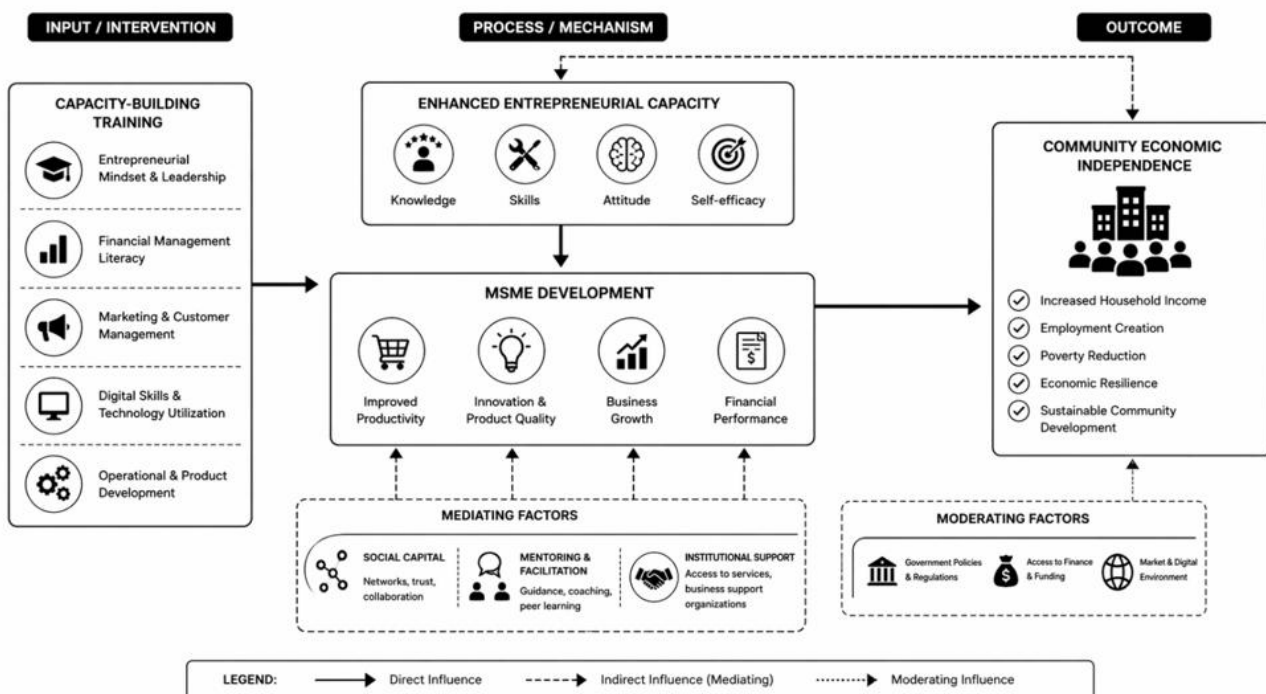 INPUT / INTERVENTION
PROCESS / MECHANISM
OUTCOME
CAPACITY-BUILDING
TRAINING
Entrepreneurial
Mindset & Leadership
Financial Management
Literacy
Marketing & Customer
Management
Digital Skills &
Technology Utilization
Operational & Product
Development
ENHANCED ENTREPRENEURIAL CAPACITY
Knowledge
Skills
Attitude
Self-efficacy
MSME DEVELOPMENT
Improved
Productivity
Innovation
& Product Quality
Business
Growth
Financial
Performance
MEDIATING FACTORS
SOCIAL CAPITAL
Networks, trust,
collaboration
MENTORING &
FACILITATION
Guidance, coaching,
peer learning
INSTITUTIONAL SUPPORT
Access to services,
business support
organizations
COMMUNITY ECONOMIC
INDEPENDENCE
Increased Household Income
Employment Creation
Poverty Reduction
Economic Resilience
Sustainable Community
Development
MODERATING FACTORS
Government Policies
& Regulations
Access to Finance
& Funding
Market & Digital
Environment
LEGEND:
Direct Influence
Indirect Influence (Mediating)
Moderating Influence